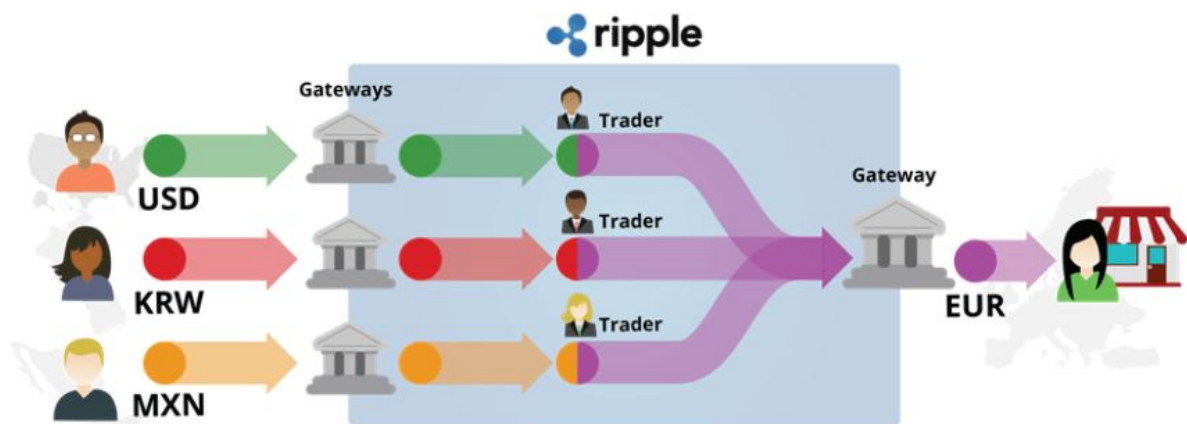 ripple
Gateways
Trader
USD
Gateway
Trader
KRW
EUR
Trader
MXN